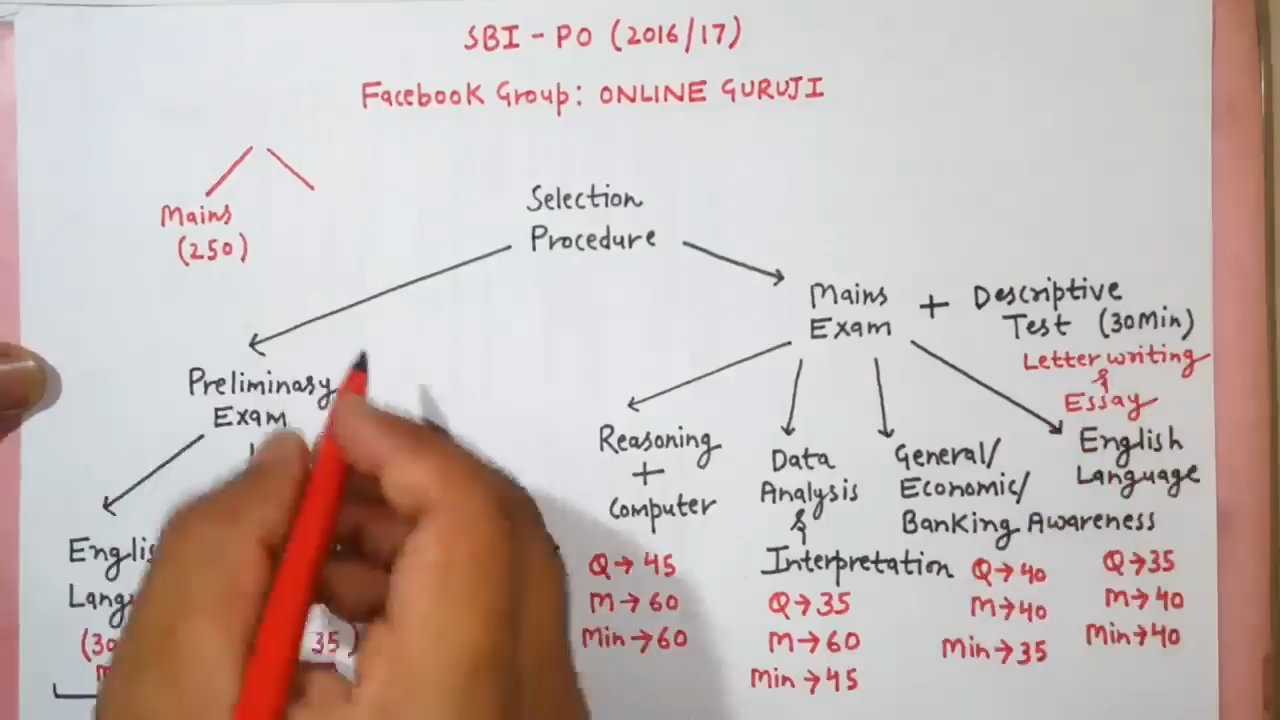 SBI - PO (2016/17)
Facebook Group: ONLINE GURUJI
Mains
(250)
Selection
Procedure
Preliminary
Exam
Mains
Exam
+
Descriptive
Test (30Min)
Letter writing
&
Essay
Reasoning
+
Computer
Q→45
M→60
Min→60
Data
Analysis
&
Interpretation
Q→35
M→60
Min→45
General/
Economic/
Banking Awareness
Q→40
M→40
Min→35
English
Language
Q→35
M→40
Min→40
35)